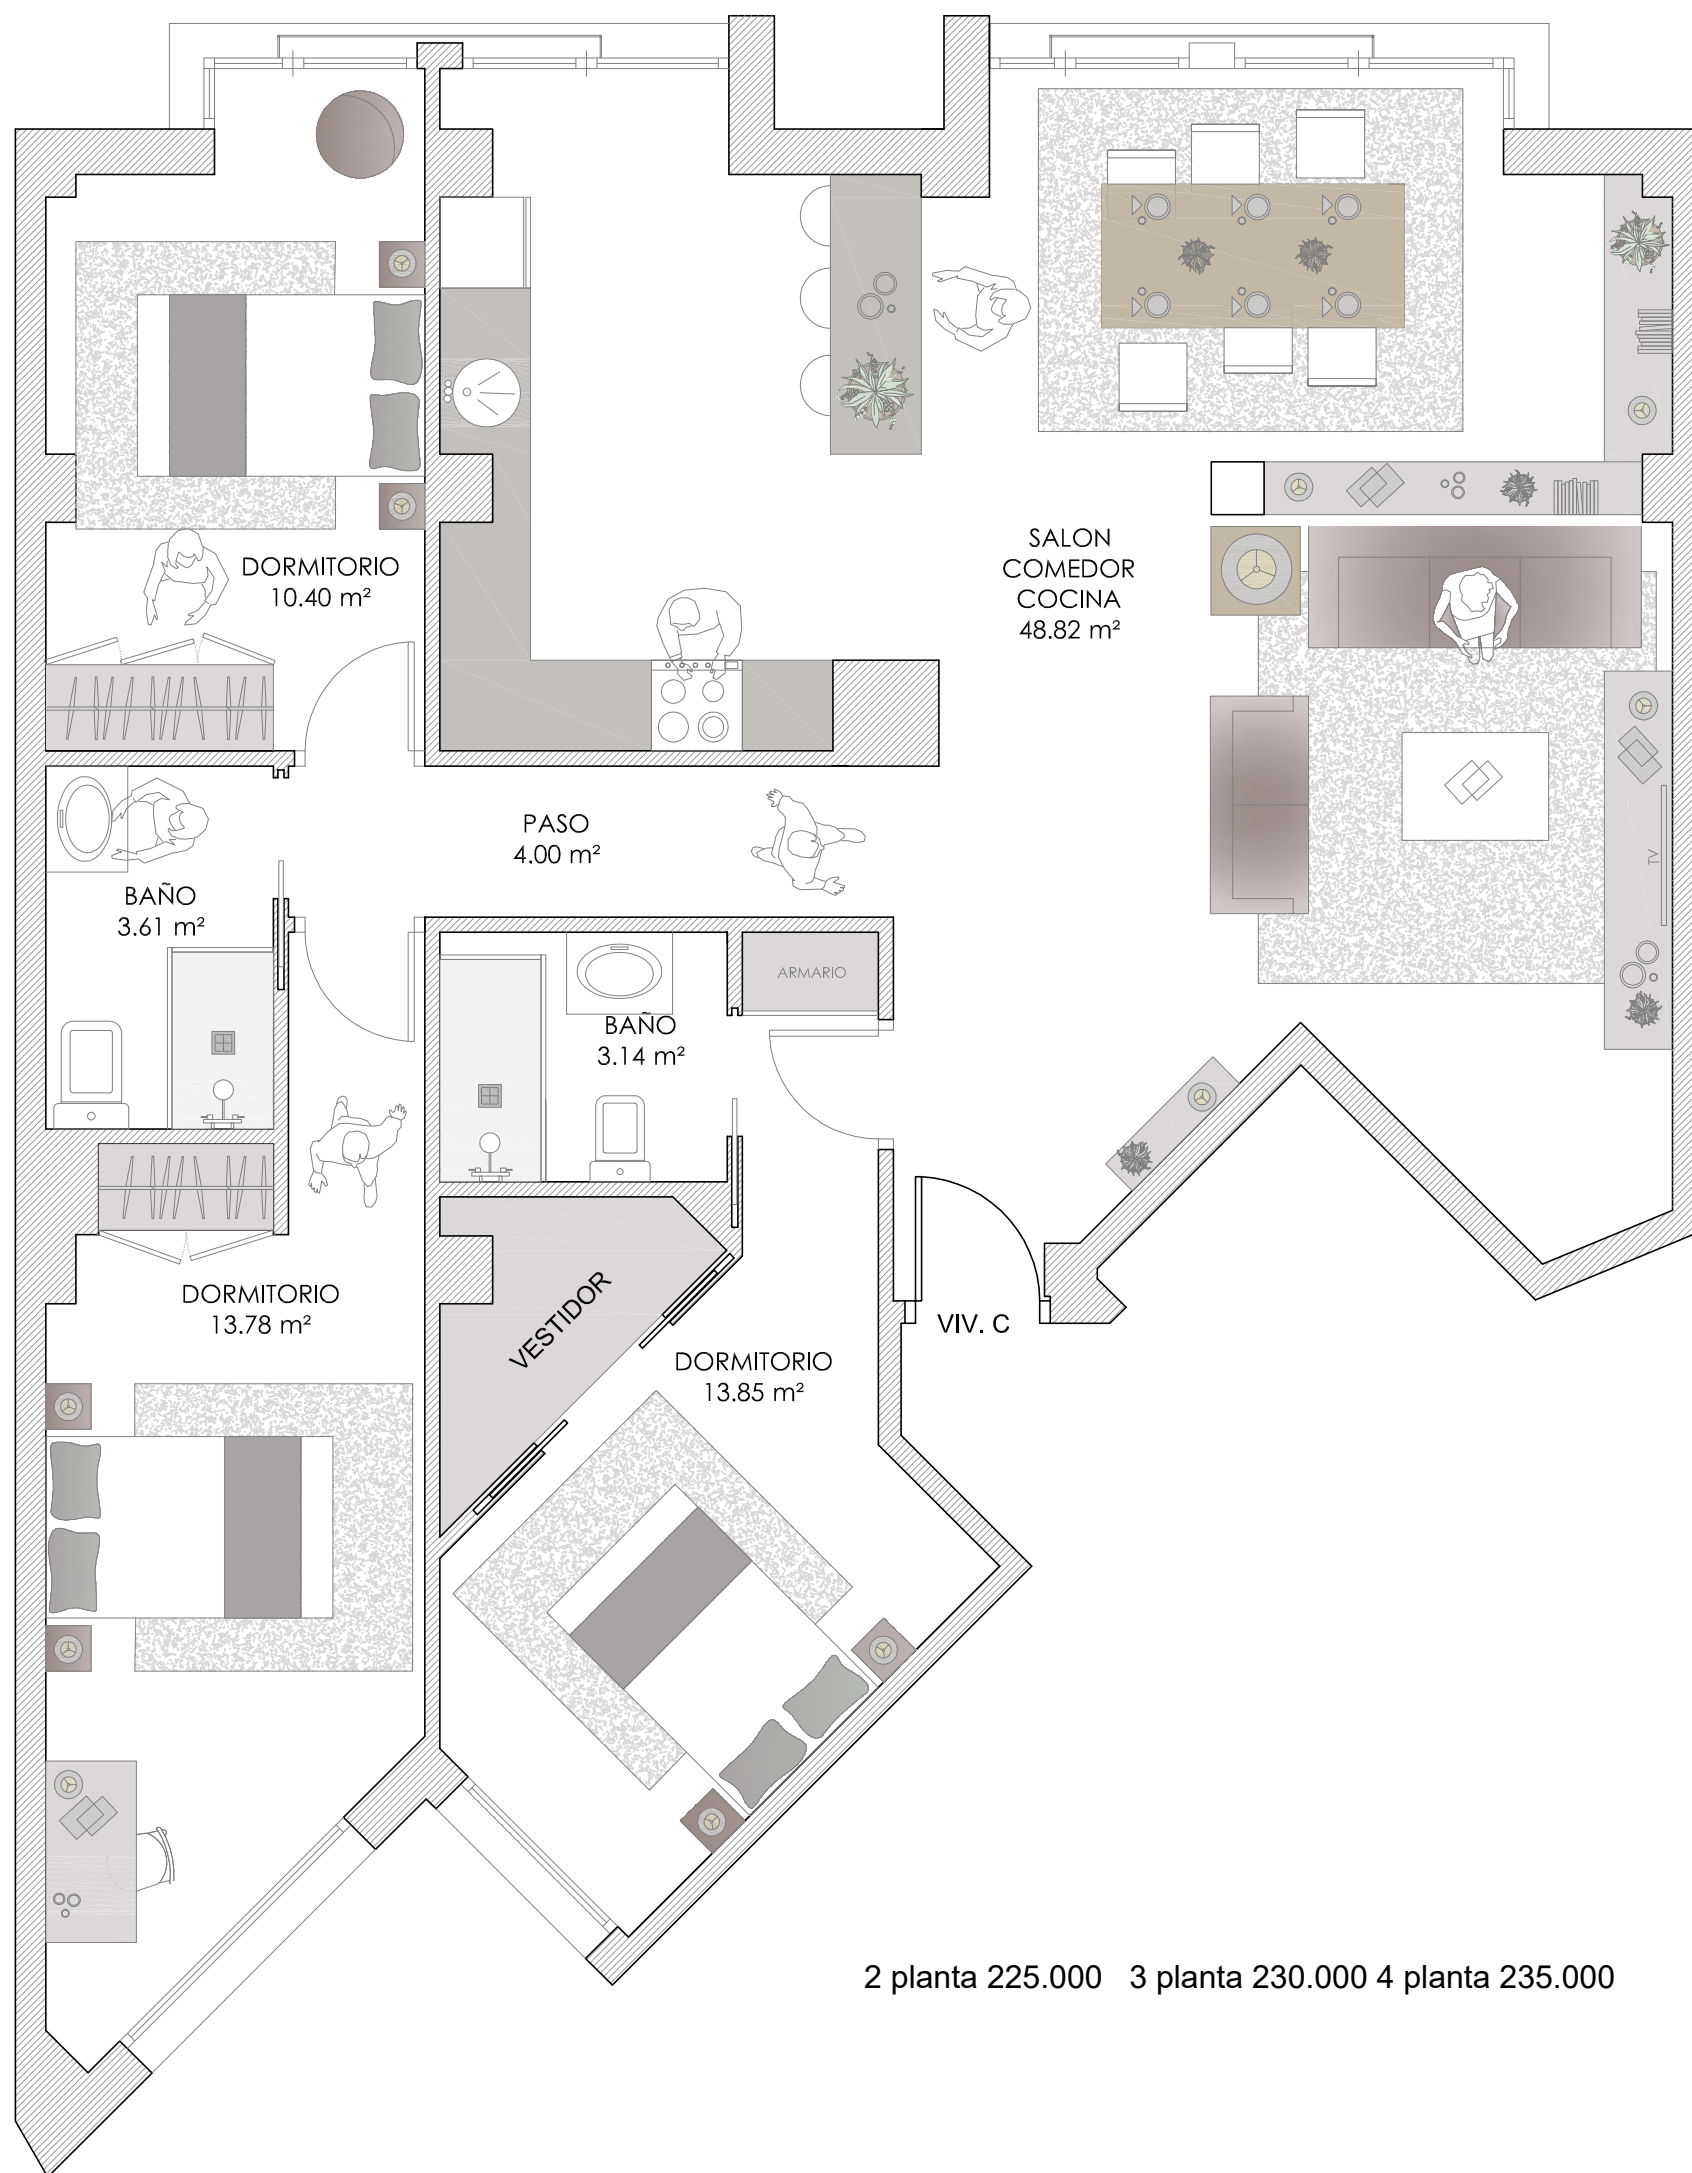 DORMITORIO
10.40 m²
SALON
COMEDOR
COCINA
48.82 m²
PASO
4.00 m²
TV
BAÑO
3.61 m²
ARMARIO
BAÑO
3.14 m²
DORMITORIO
13.78 m²
VESTIDOR
VIV. C
DORMITORIO
13.85 m²
2 planta 225.000 3 planta 230.000 4 planta 235.000